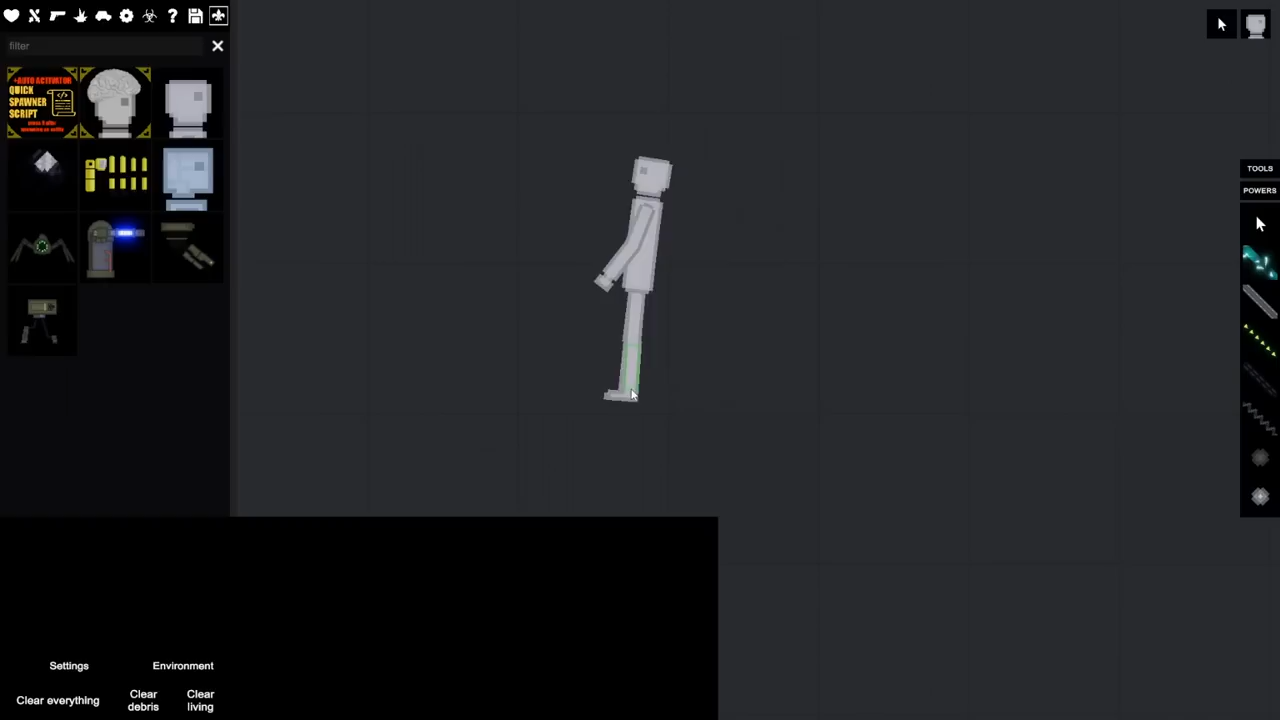 ?
filter
+AUTO ACTIVATOR
QUICK
SPAWNER
SCRIPT
TOOLS
POWERS
Settings
Environment
Clear everything
Clear
debris
Clear
living